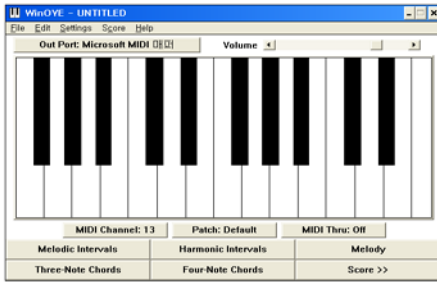 WinOYE - UNTITLED
File Edit Settings Score Help
Out Port: Microsoft MIDI 매퍼 Volume
MIDI Channel: 13 Patch: Default MIDI Thru: Off
Melodic Intervals Harmonic Intervals Melody
Three-Note Chords Four-Note Chords Score >>